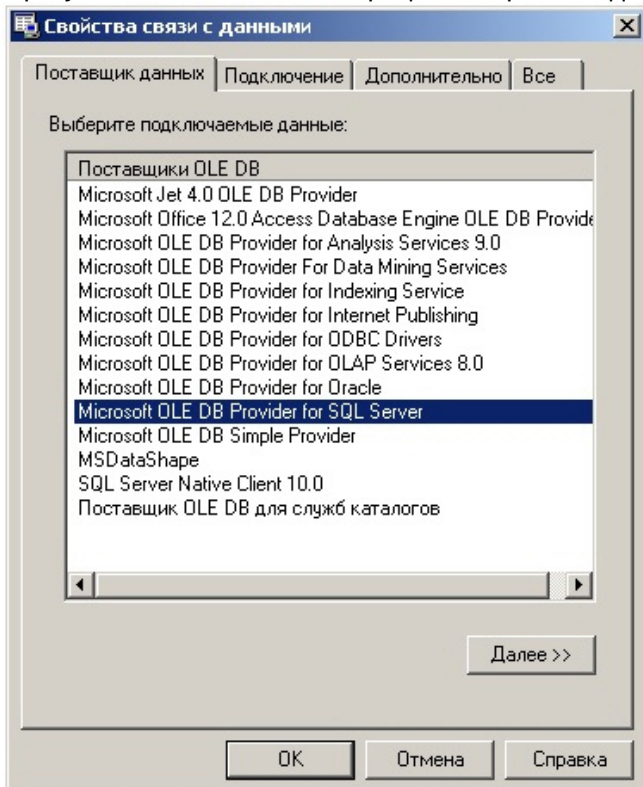 Свойства связи с данными
Поставщик данных Подключение Дополнительно Все
Выберите подключаемые данные:
Поставщики OLE DB
Microsoft Jet 4.0 OLE DB Provider
Microsoft Office 12.0 Access Database Engine OLE DB Provide
Microsoft OLE DB Provider for Analysis Services 9.0
Microsoft OLE DB Provider For Data Mining Services
Microsoft OLE DB Provider for Indexing Service
Microsoft OLE DB Provider for Internet Publishing
Microsoft OLE DB Provider for ODBC Drivers
Microsoft OLE DB Provider for OLAP Services 8.0
Microsoft OLE DB Provider for Oracle
Microsoft OLE DB Provider for SQL Server
Microsoft OLE DB Simple Provider
MSDataShape
SQL Server Native Client 10.0
Поставщик OLE DB для служб каталогов
Далее >>
OK Отмена Справка